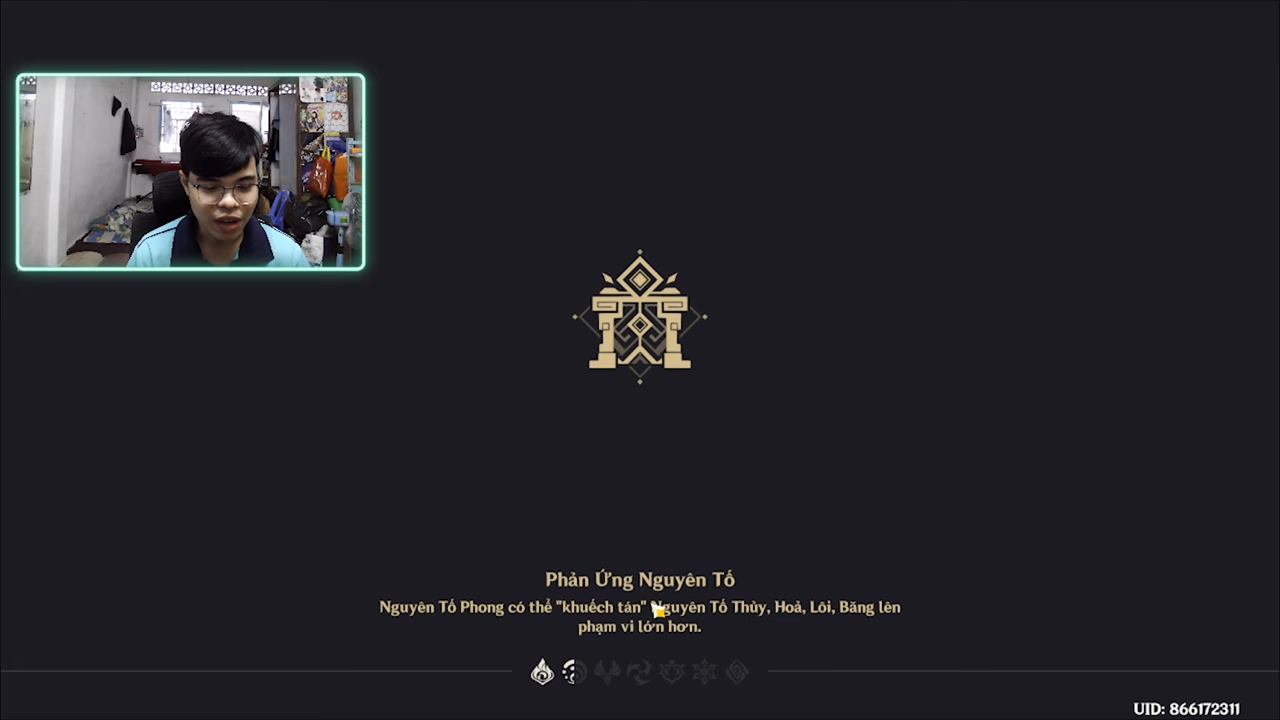 Phản Ứng Nguyên Tố
Nguyên Tố Phong có thể "khuếch tán" Nguyên Tố Thủy, Hoả, Lôi, Băng lên
phạm vi lớn hơn.
UID: 866172311